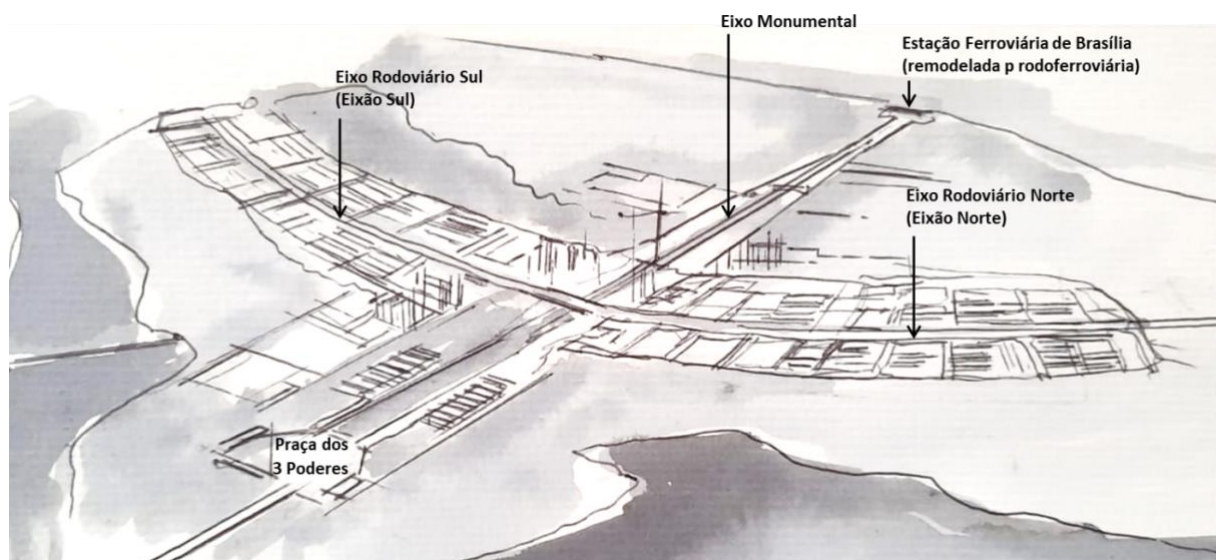 Eixo Monumental
Estação Ferroviária de Brasília
(remodelada p rodoferroviária)
Eixo Rodoviário Sul
(Eixão Sul)
Eixo Rodoviário Norte
(Eixão Norte)
Praça dos
3 Poderes